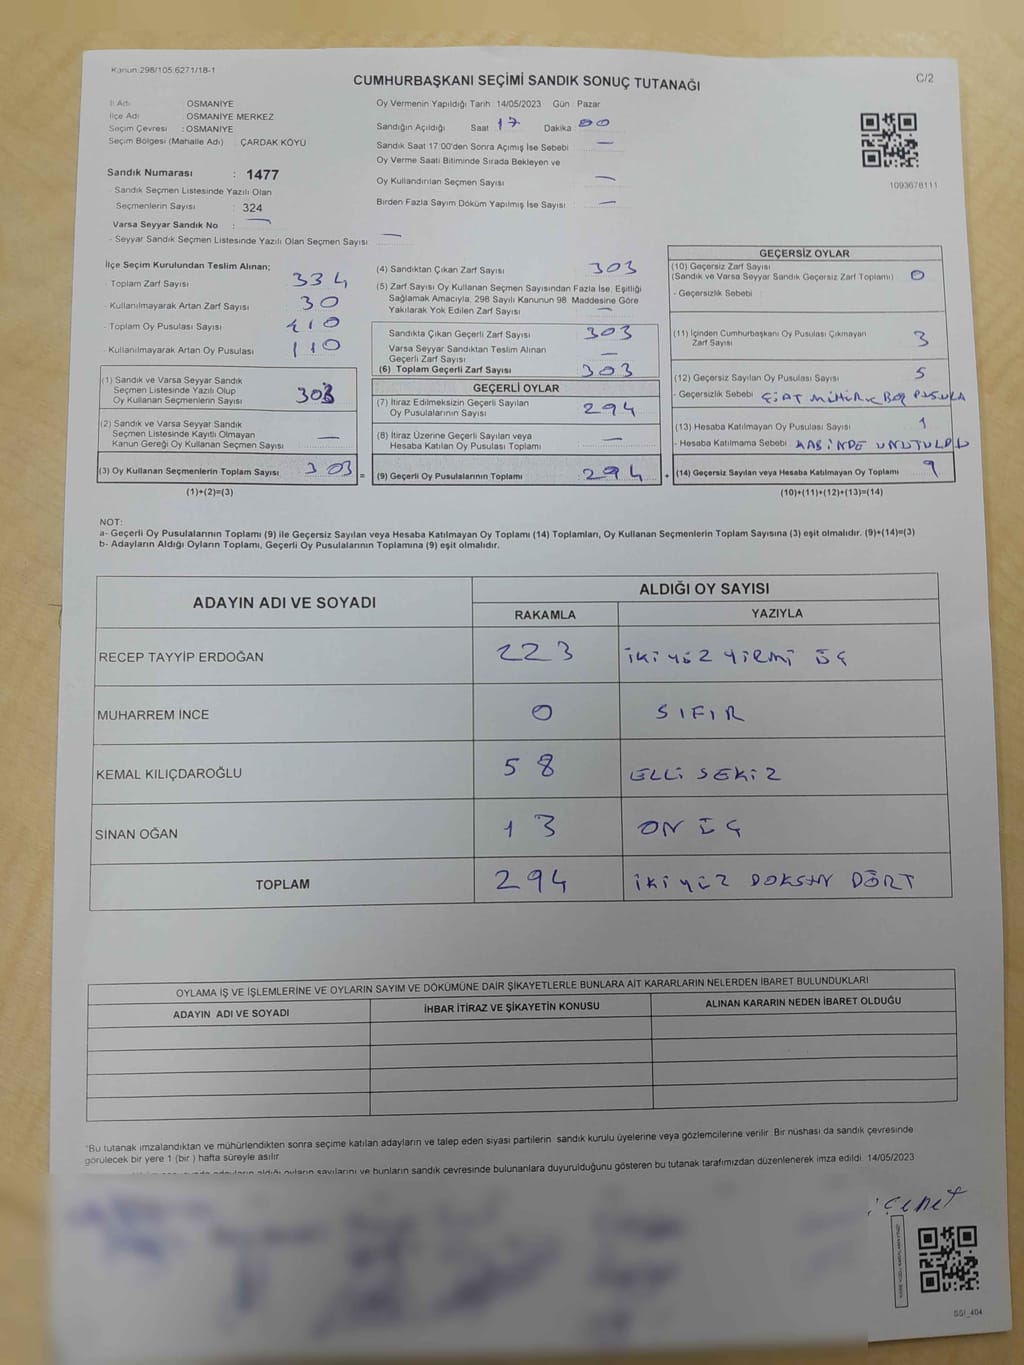 Kanun:298/105:6271/18-1
C/2
CUMHURBAŞKANI SEÇİMİ SANDIK SONUÇ TUTANAĞI
İl Adı : OSMANİYE
İlçe Adı : OSMANİYE MERKEZ
Seçim Çevresi : OSMANİYE
Seçim Bölgesi (Mahalle Adı) : ÇARDAK KÖYÜ
Sandık Numarası : 1477
- Sandık Seçmen Listesinde Yazılı Olan
Seçmenlerin Sayısı : 324
Varsa Seyyar Sandık No : —
- Seyyar Sandık Seçmen Listesinde Yazılı Olan Seçmen Sayısı —
Oy Vermenin Yapıldığı Tarih : 14/05/2023 Gün : Pazar
Sandığın Açıldığı Saat 17 Dakika 00
Sandık Saat 17:00'den Sonra Açımış İse Sebebi —
Oy Verme Saati Bitiminde Sırada Bekleyen ve
Oy Kullandırılan Seçmen Sayısı —
Birden Fazla Sayım Döküm Yapılmış İse Sayısı —
1093678111
İlçe Seçim Kurulundan Teslim Alınan;
- Toplam Zarf Sayısı 334
- Kullanılmayarak Artan Zarf Sayısı 30
- Toplam Oy Pusulası Sayısı 410
- Kullanılmayarak Artan Oy Pusulası 110
(1) Sandık ve Varsa Seyyar Sandık
Seçmen Listesinde Yazılı Olup
Oy Kullanan Seçmenlerin Sayısı 303
(2) Sandık ve Varsa Seyyar Sandık
Seçmen Listesinde Kayıtlı Olmayan
Kanun Gereği Oy Kullanan Seçmen Sayısı —
(3) Oy Kullanan Seçmenlerin Toplam Sayısı 303 =
(1)+(2)=(3)
(4) Sandıktan Çıkan Zarf Sayısı 303
(5) Zarf Sayısı Oy Kullanan Seçmen Sayısından Fazla İse, Eşitliği
Sağlamak Amacıyla, 298 Sayılı Kanunun 98. Maddesine Göre
Yakılarak Yok Edilen Zarf Sayısı —
Sandıkta Çıkan Geçerli Zarf Sayısı 303
Varsa Seyyar Sandıktan Teslim Alınan
Geçerli Zarf Sayısı —
(6) Toplam Geçerli Zarf Sayısı 303
GEÇERLİ OYLAR
(7) İtiraz Edilmeksizin Geçerli Sayılan
Oy Pusulalarının Sayısı 294
(8) İtiraz Üzerine Geçerli Sayılan veya
Hesaba Katılan Oy Pusulası Toplamı —
(9) Geçerli Oy Pusulalarının Toplamı 294 +
GEÇERSİZ OYLAR
(10) Geçersiz Zarf Sayısı
(Sandık ve Varsa Seyyar Sandık Geçersiz Zarf Toplamı) 0
- Geçersizlik Sebebi
(11) İçinden Cumhurbaşkanı Oy Pusulası Çıkmayan
Zarf Sayısı 3
(12) Geçersiz Sayılan Oy Pusulası Sayısı 5
- Geçersizlik Sebebi BOŞ PUSULA
(13) Hesaba Katılmayan Oy Pusulası Sayısı 1
- Hesaba Katılmama Sebebi KABİNDE UNUTULDU
(14) Geçersiz Sayılan veya Hesaba Katılmayan Oy Toplamı 9
(10)+(11)+(12)+(13)=(14)
NOT:
a- Geçerli Oy Pusulalarının Toplamı (9) ile Geçersiz Sayılan veya Hesaba Katılmayan Oy Toplamı (14) Toplamları, Oy Kullanan Seçmenlerin Toplam Sayısına (3) eşit olmalıdır. (9)+(14)=(3)
b- Adayların Aldığı Oyların Toplamı, Geçerli Oy Pusulalarının Toplamına (9) eşit olmalıdır.
ADAYIN ADI VE SOYADI
ALDIĞI OY SAYISI
RAKAMLA YAZIYLA
RECEP TAYYİP ERDOĞAN 223 İKİ YÜZ YİRMİ ÜÇ
MUHARREM İNCE 0 SIFIR
KEMAL KILIÇDAROĞLU 58 ELLİ SEKİZ
SİNAN OĞAN 13 ON ÜÇ
TOPLAM 294 İKİ YÜZ DOKSAN DÖRT
OYLAMA İŞ VE İŞLEMLERİNE VE OYLARIN SAYIM VE DÖKÜMÜNE DAİR ŞİKAYETLERLE BUNLARA AİT KARARLARIN NELERDEN İBARET BULUNDUKLARI
ADAYIN ADI VE SOYADI İHBAR İTİRAZ VE ŞİKAYETİN KONUSU ALINAN KARARIN NEDEN İBARET OLDUĞU
*Bu tutanak imzalandıktan ve mühürlendikten sonra seçime katılan adayların ve talep eden siyasi partilerin sandık kurulu üyelerine veya gözlemcilerine verilir. Bir nüshası da sandık çevresinde
görülecek bir yere 1 (bir ) hafta süreyle asılır.
oyların sayılarını ve bunların sandık çevresinde bulunanlara duyurulduğunu gösteren bu tutanak tarafımızdan düzenlenerek imza edildi. 14/05/2023
SSI_404